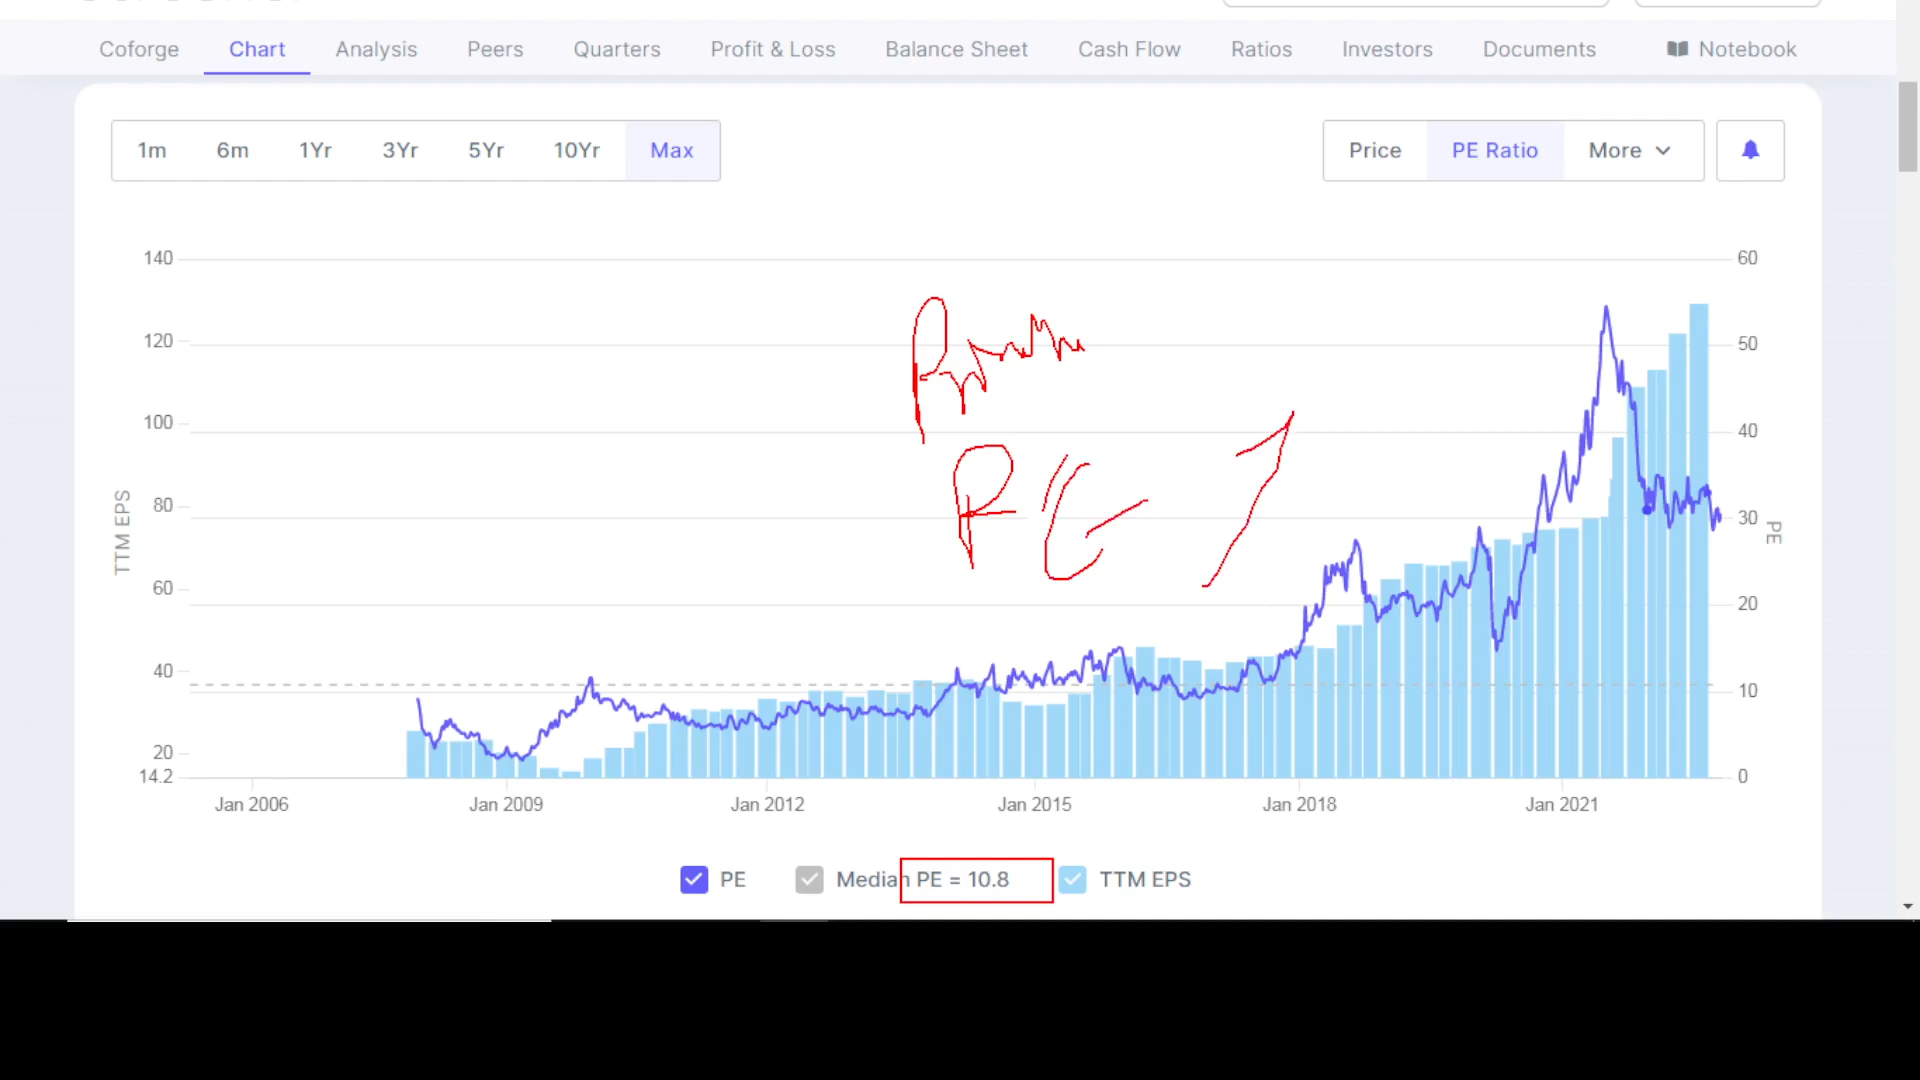 Coforge Chart Analysis Peers Quarters Profit & Loss Balance Sheet Cash Flow Ratios Investors Documents Notebook
1m 6m 1Yr 3Yr 5Yr 10Yr Max Price PE Ratio More
140 60
120 50
100 40
80 30
60 20
40 10
20
14.2 0
TTM EPS
PE
PE
Jan 2006 Jan 2009 Jan 2012 Jan 2015 Jan 2018 Jan 2021
PE Median PE = 10.8 TTM EPS